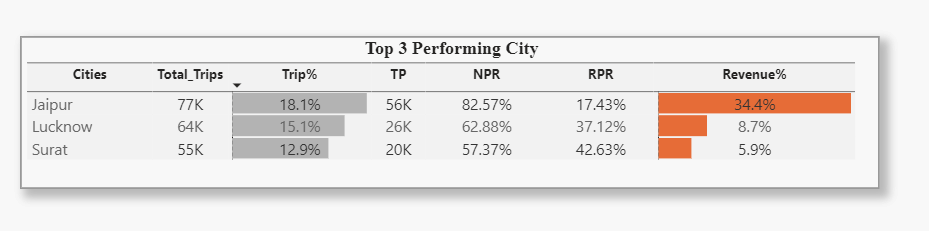 Top 3 Performing City
Cities Total_Trips Trip% TP NPR RPR Revenue%
Jaipur 77K 18.1% 56K 82.57% 17.43% 34.4%
Lucknow 64K 15.1% 26K 62.88% 37.12% 8.7%
Surat 55K 12.9% 20K 57.37% 42.63% 5.9%